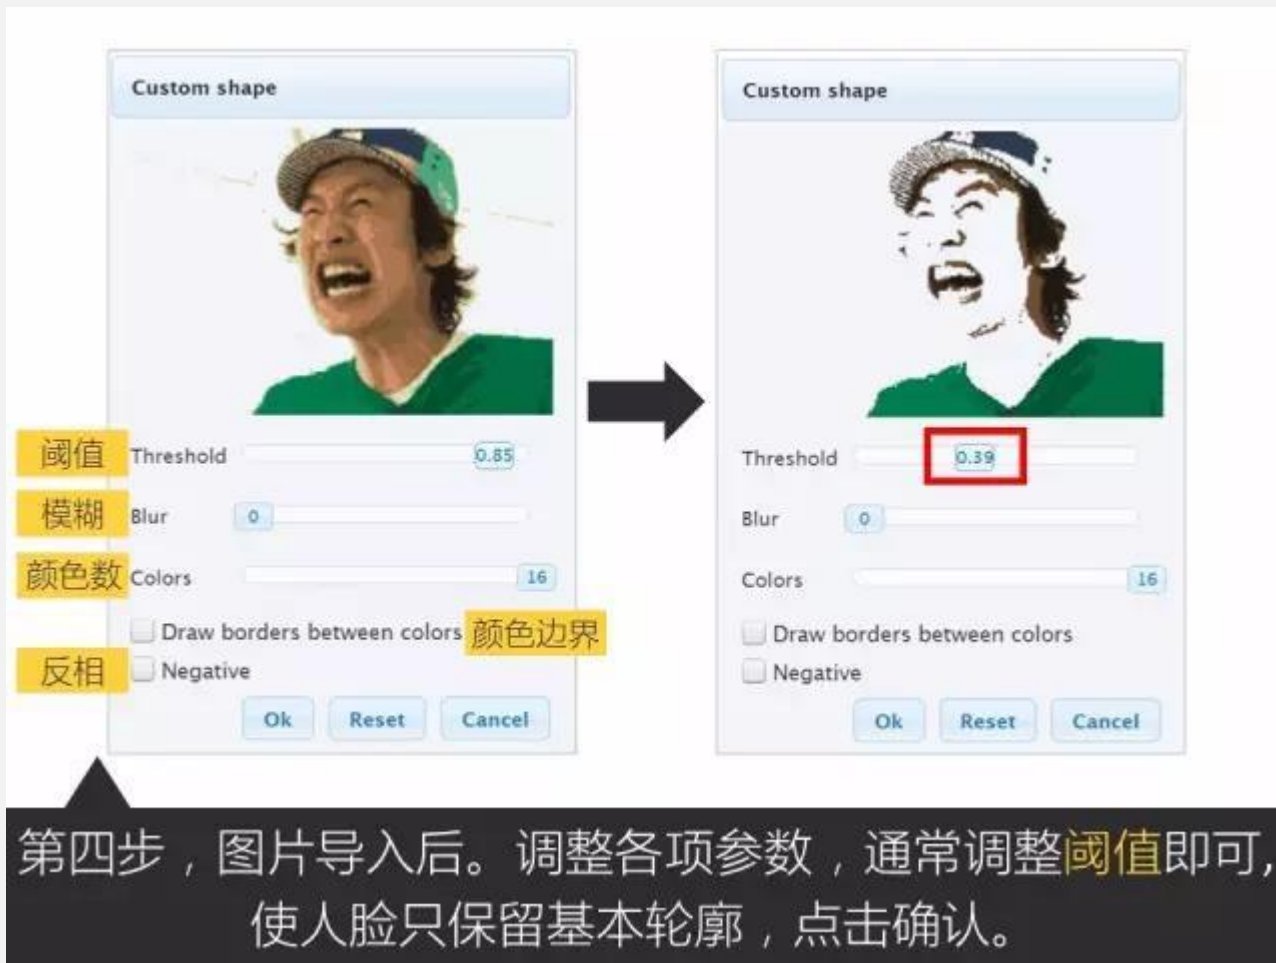 Custom shape
Custom shape
阈值 Threshold 0.85
Threshold 0.39
模糊 Blur 0
Blur 0
颜色数 Colors 16
Colors 16
Draw borders between colors 颜色边界
Draw borders between colors
反相 Negative
Negative
Ok Reset Cancel
Ok Reset Cancel
第四步，图片导入后。调整各项参数，通常调整阈值即可,
使人脸只保留基本轮廓，点击确认。